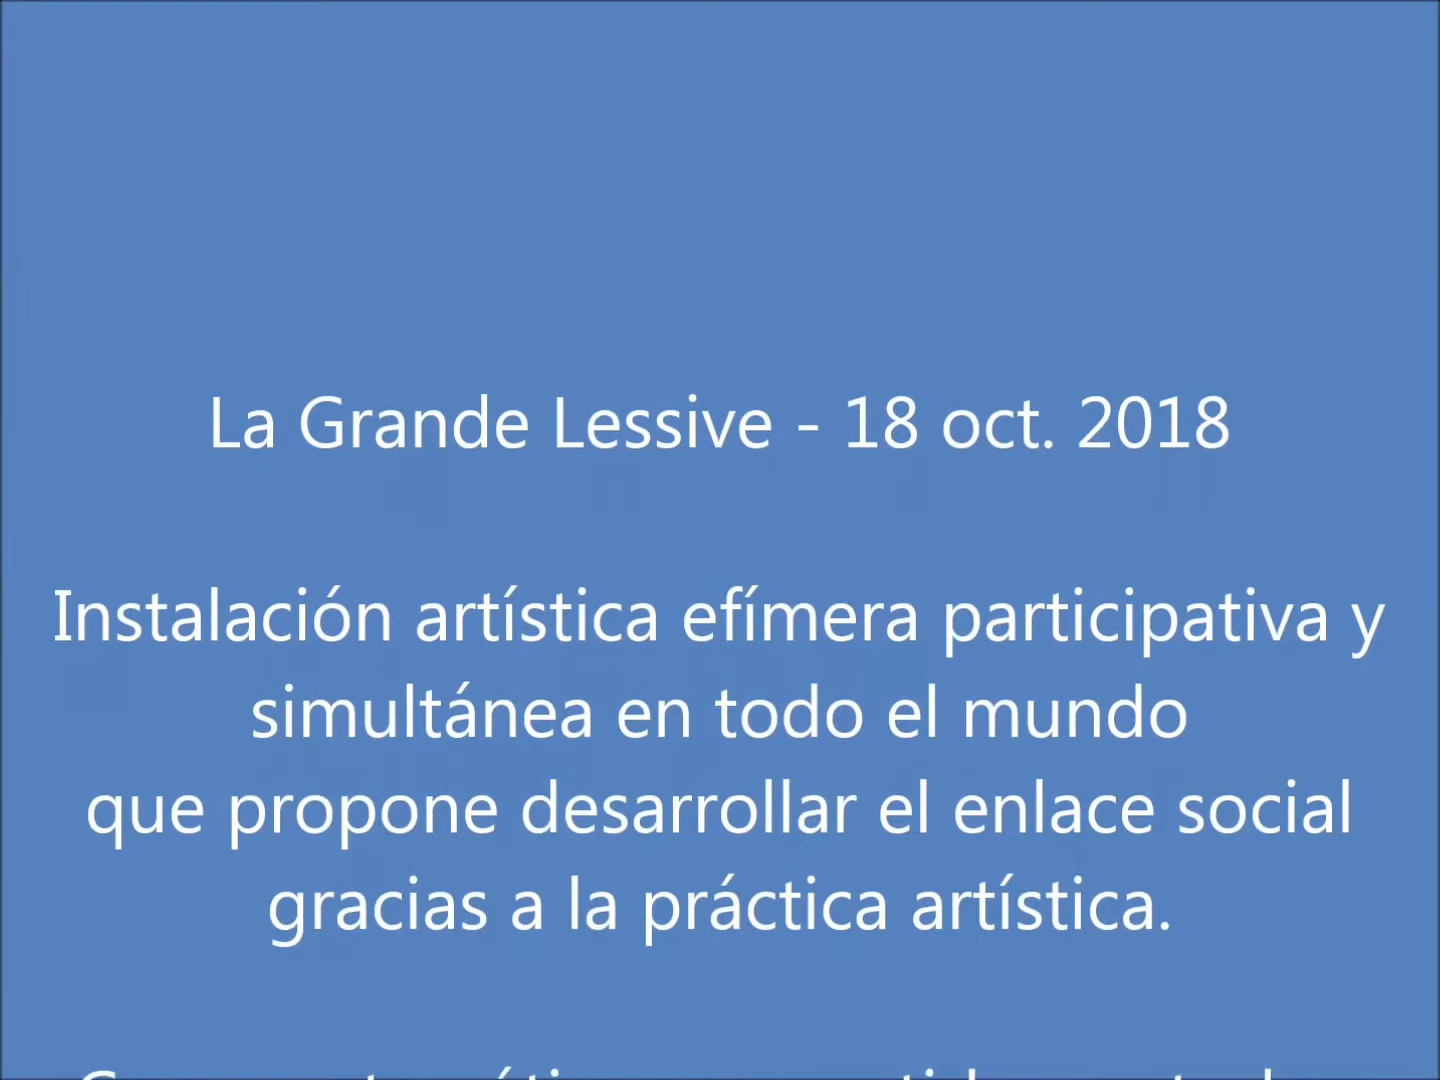 La Grande Lessive - 18 oct. 2018
Instalación artística efímera participativa y
simultánea en todo el mundo
que propone desarrollar el enlace social
gracias a la práctica artística.